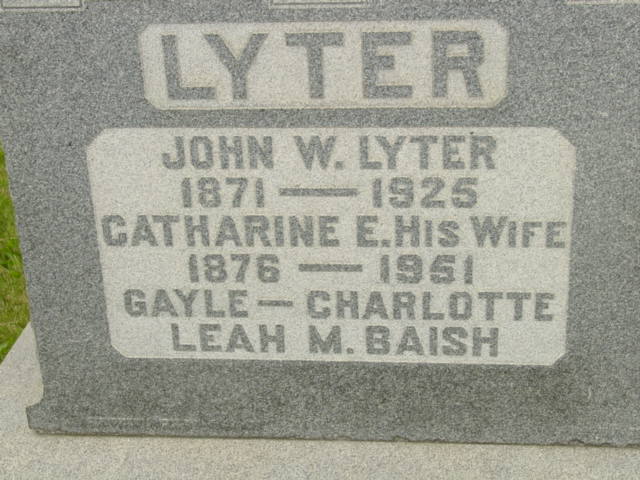 LYTER
JOHN W. LYTER
1871 — 1925
CATHARINE E. HIS WIFE
1876 — 1951
GAYLE — CHARLOTTE
LEAH M. BAISH